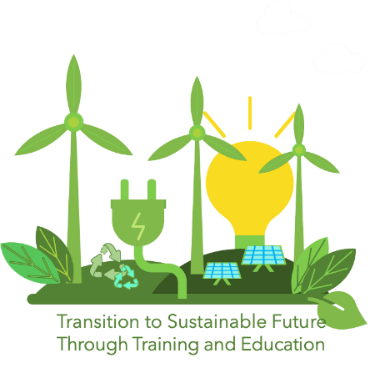 Transition to Sustainable Future
Through Training and Education